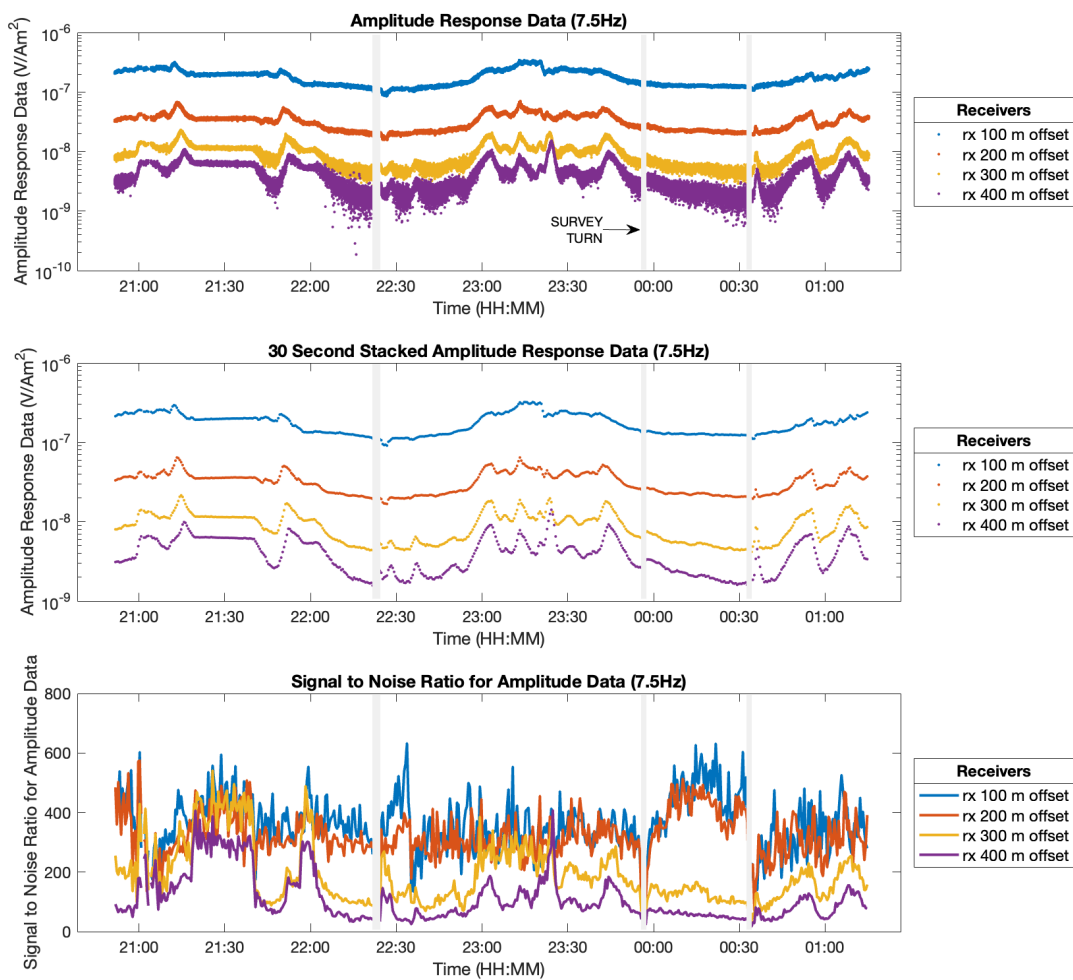 Amplitude Response Data (7.5Hz)
Amplitude Response Data (V/Am²)
10⁻⁶
10⁻⁷
10⁻⁸
10⁻⁹
10⁻¹⁰
SURVEY
TURN
21:00 21:30 22:00 22:30 23:00 23:30 00:00 00:30 01:00
Time (HH:MM)
Receivers
rx 100 m offset
rx 200 m offset
rx 300 m offset
rx 400 m offset
30 Second Stacked Amplitude Response Data (7.5Hz)
Amplitude Response Data (V/Am²)
10⁻⁶
10⁻⁷
10⁻⁸
10⁻⁹
21:00 21:30 22:00 22:30 23:00 23:30 00:00 00:30 01:00
Time (HH:MM)
Receivers
rx 100 m offset
rx 200 m offset
rx 300 m offset
rx 400 m offset
Signal to Noise Ratio for Amplitude Data (7.5Hz)
Signal to Noise Ratio for Amplitude Data
800
600
400
200
0
21:00 21:30 22:00 22:30 23:00 23:30 00:00 00:30 01:00
Time (HH:MM)
Receivers
rx 100 m offset
rx 200 m offset
rx 300 m offset
rx 400 m offset